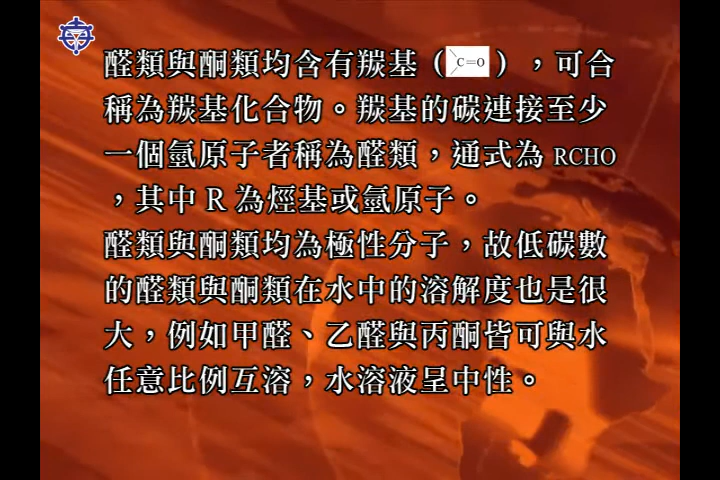 醛類與酮類均含有羰基（C=O），可合
稱為羰基化合物。羰基的碳連接至少
一個氫原子者稱為醛類，通式為 RCHO
，其中 R 為烴基或氫原子。
醛類與酮類均為極性分子，故低碳數
的醛類與酮類在水中的溶解度也是很
大，例如甲醛、乙醛與丙酮皆可與水
任意比例互溶，水溶液呈中性。